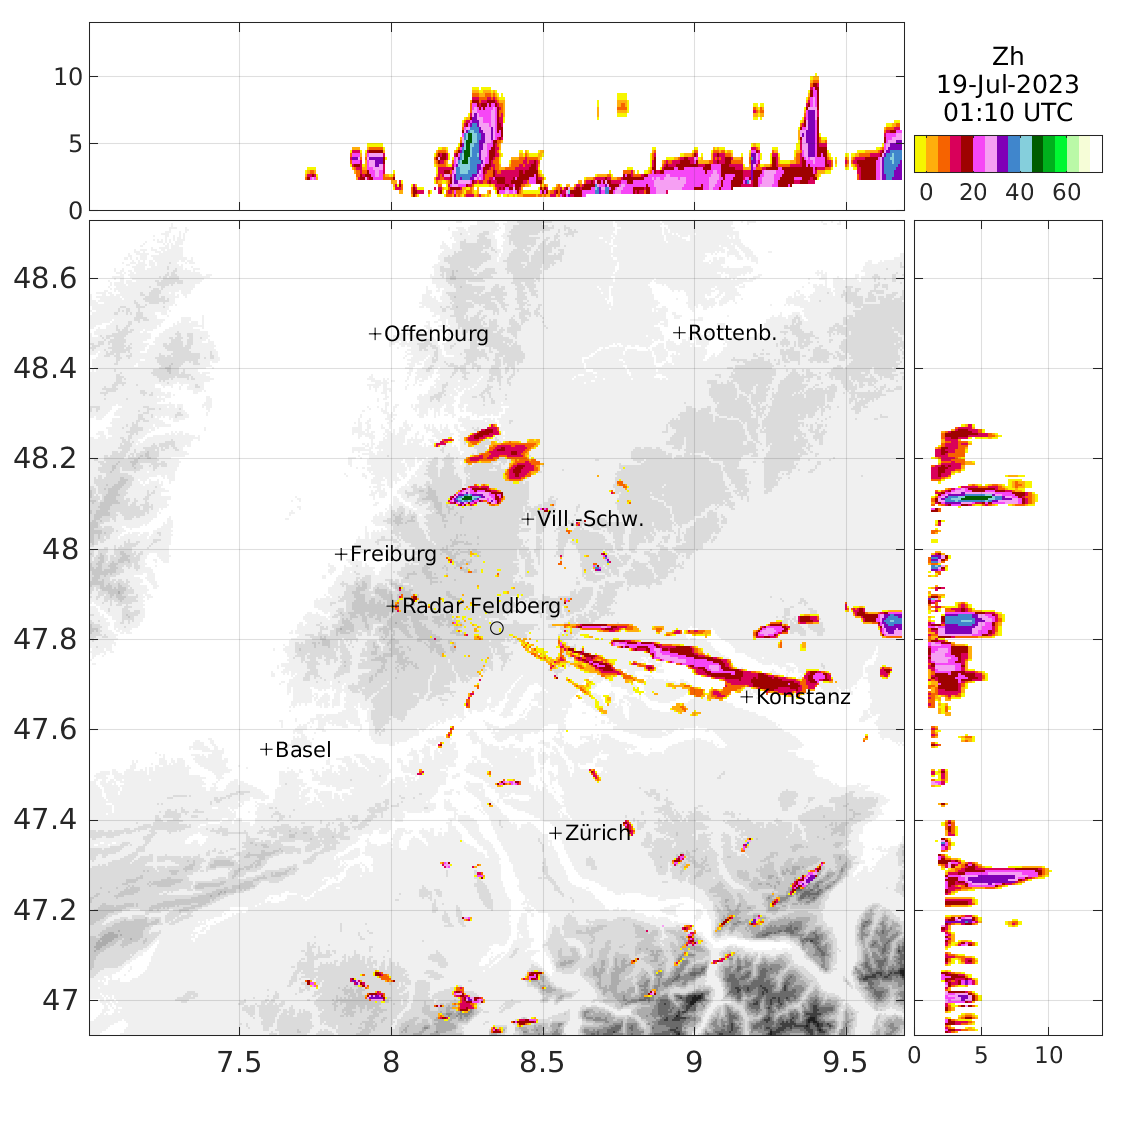 Zh
19-Jul-2023
01:10 UTC
10
5
0
0 20 40 60
48.6
+Offenburg +Rottenb.
48.4
48.2
+Vill.-Schw.
48
+Freiburg
+Radar Feldberg
47.8
+Konstanz
47.6
+Basel
47.4
+Zürich
47.2
47
7.5 8 8.5 9 9.5
0 5 10